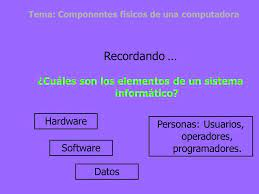 Tema: Componentes físicos de una computadora
Recordando ...
¿Cuáles son los elementos de un sistema
informático?
Hardware
Personas: Usuarios,
operadores,
programadores.
Software
Datos